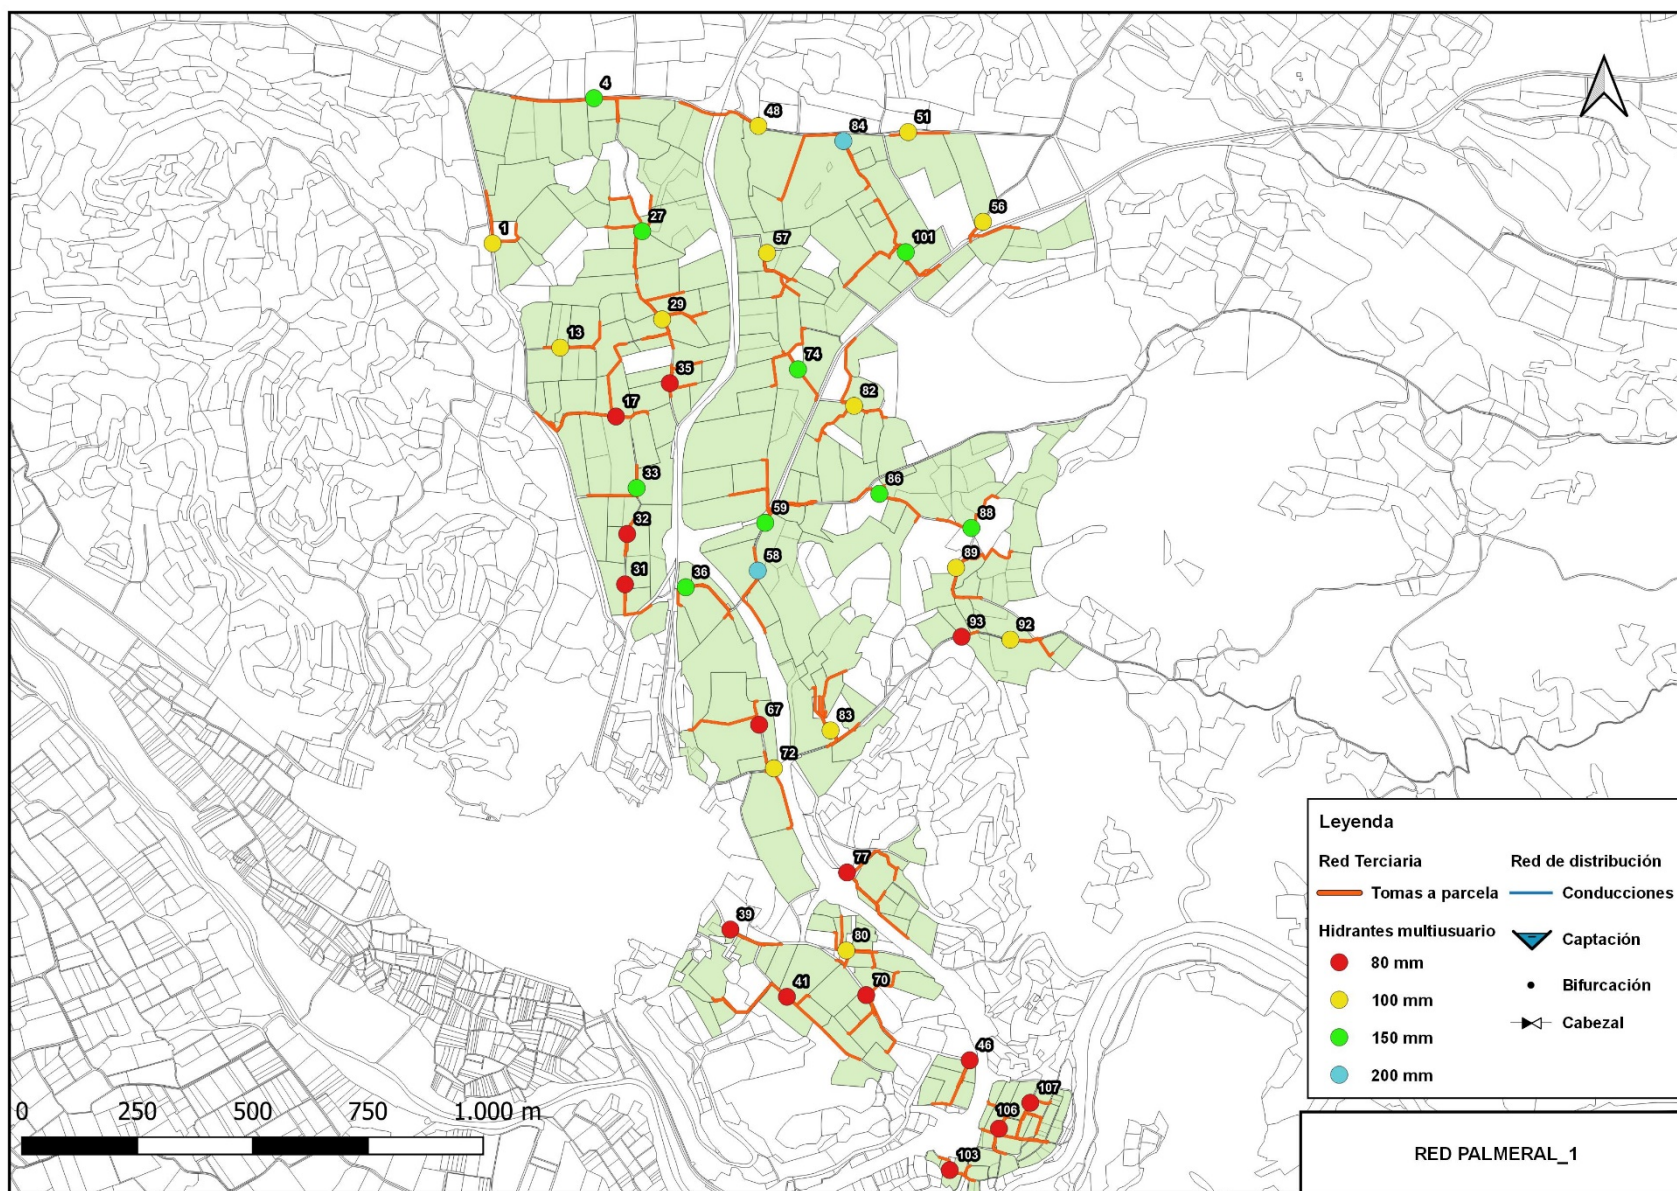 4
48
51
84
1
27
56
57
101
29
13
74
35
82
17
33
86
59
32
88
58
89
31
36
93
92
67
83
72
77
39
80
41
70
46
107
106
103
0 250 500 750 1.000 m
Leyenda
Red Terciaria
Tomas a parcela
Hidrantes multiusuario
80 mm
100 mm
150 mm
200 mm
Red de distribución
Conducciones
Captación
Bifurcación
Cabezal
RED PALMERAL_1